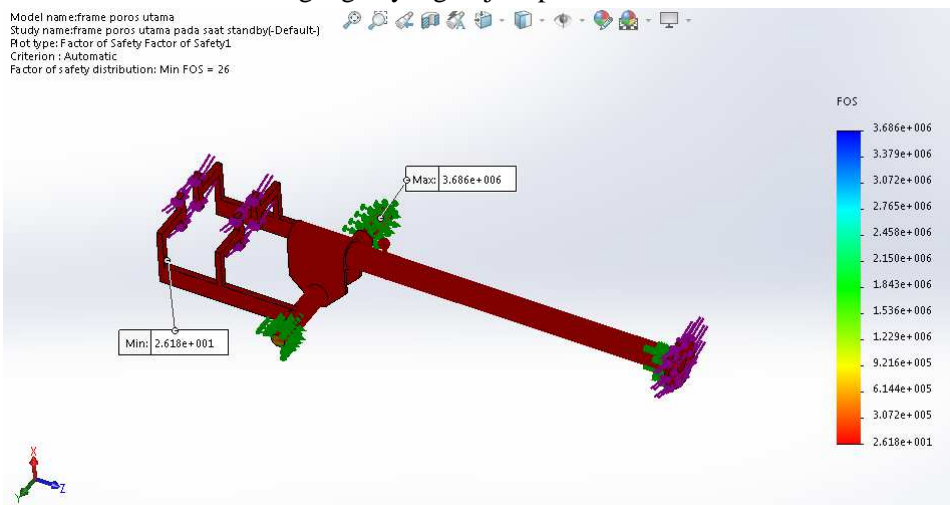 Model name:frame poros utama
Study name:frame poros utama pada saat standby(-Default-)
Plot type: Factor of Safety Factor of Safety1
Criterion : Automatic
Factor of safety distribution: Min FOS = 26
FOS
3.686e+006
3.379e+006
3.072e+006
2.765e+006
2.458e+006
2.150e+006
1.843e+006
1.536e+006
1.229e+006
9.216e+005
6.144e+005
3.072e+005
2.618e+001
Max: 3.686e+006
Min: 2.618e+001
X
Y
Z